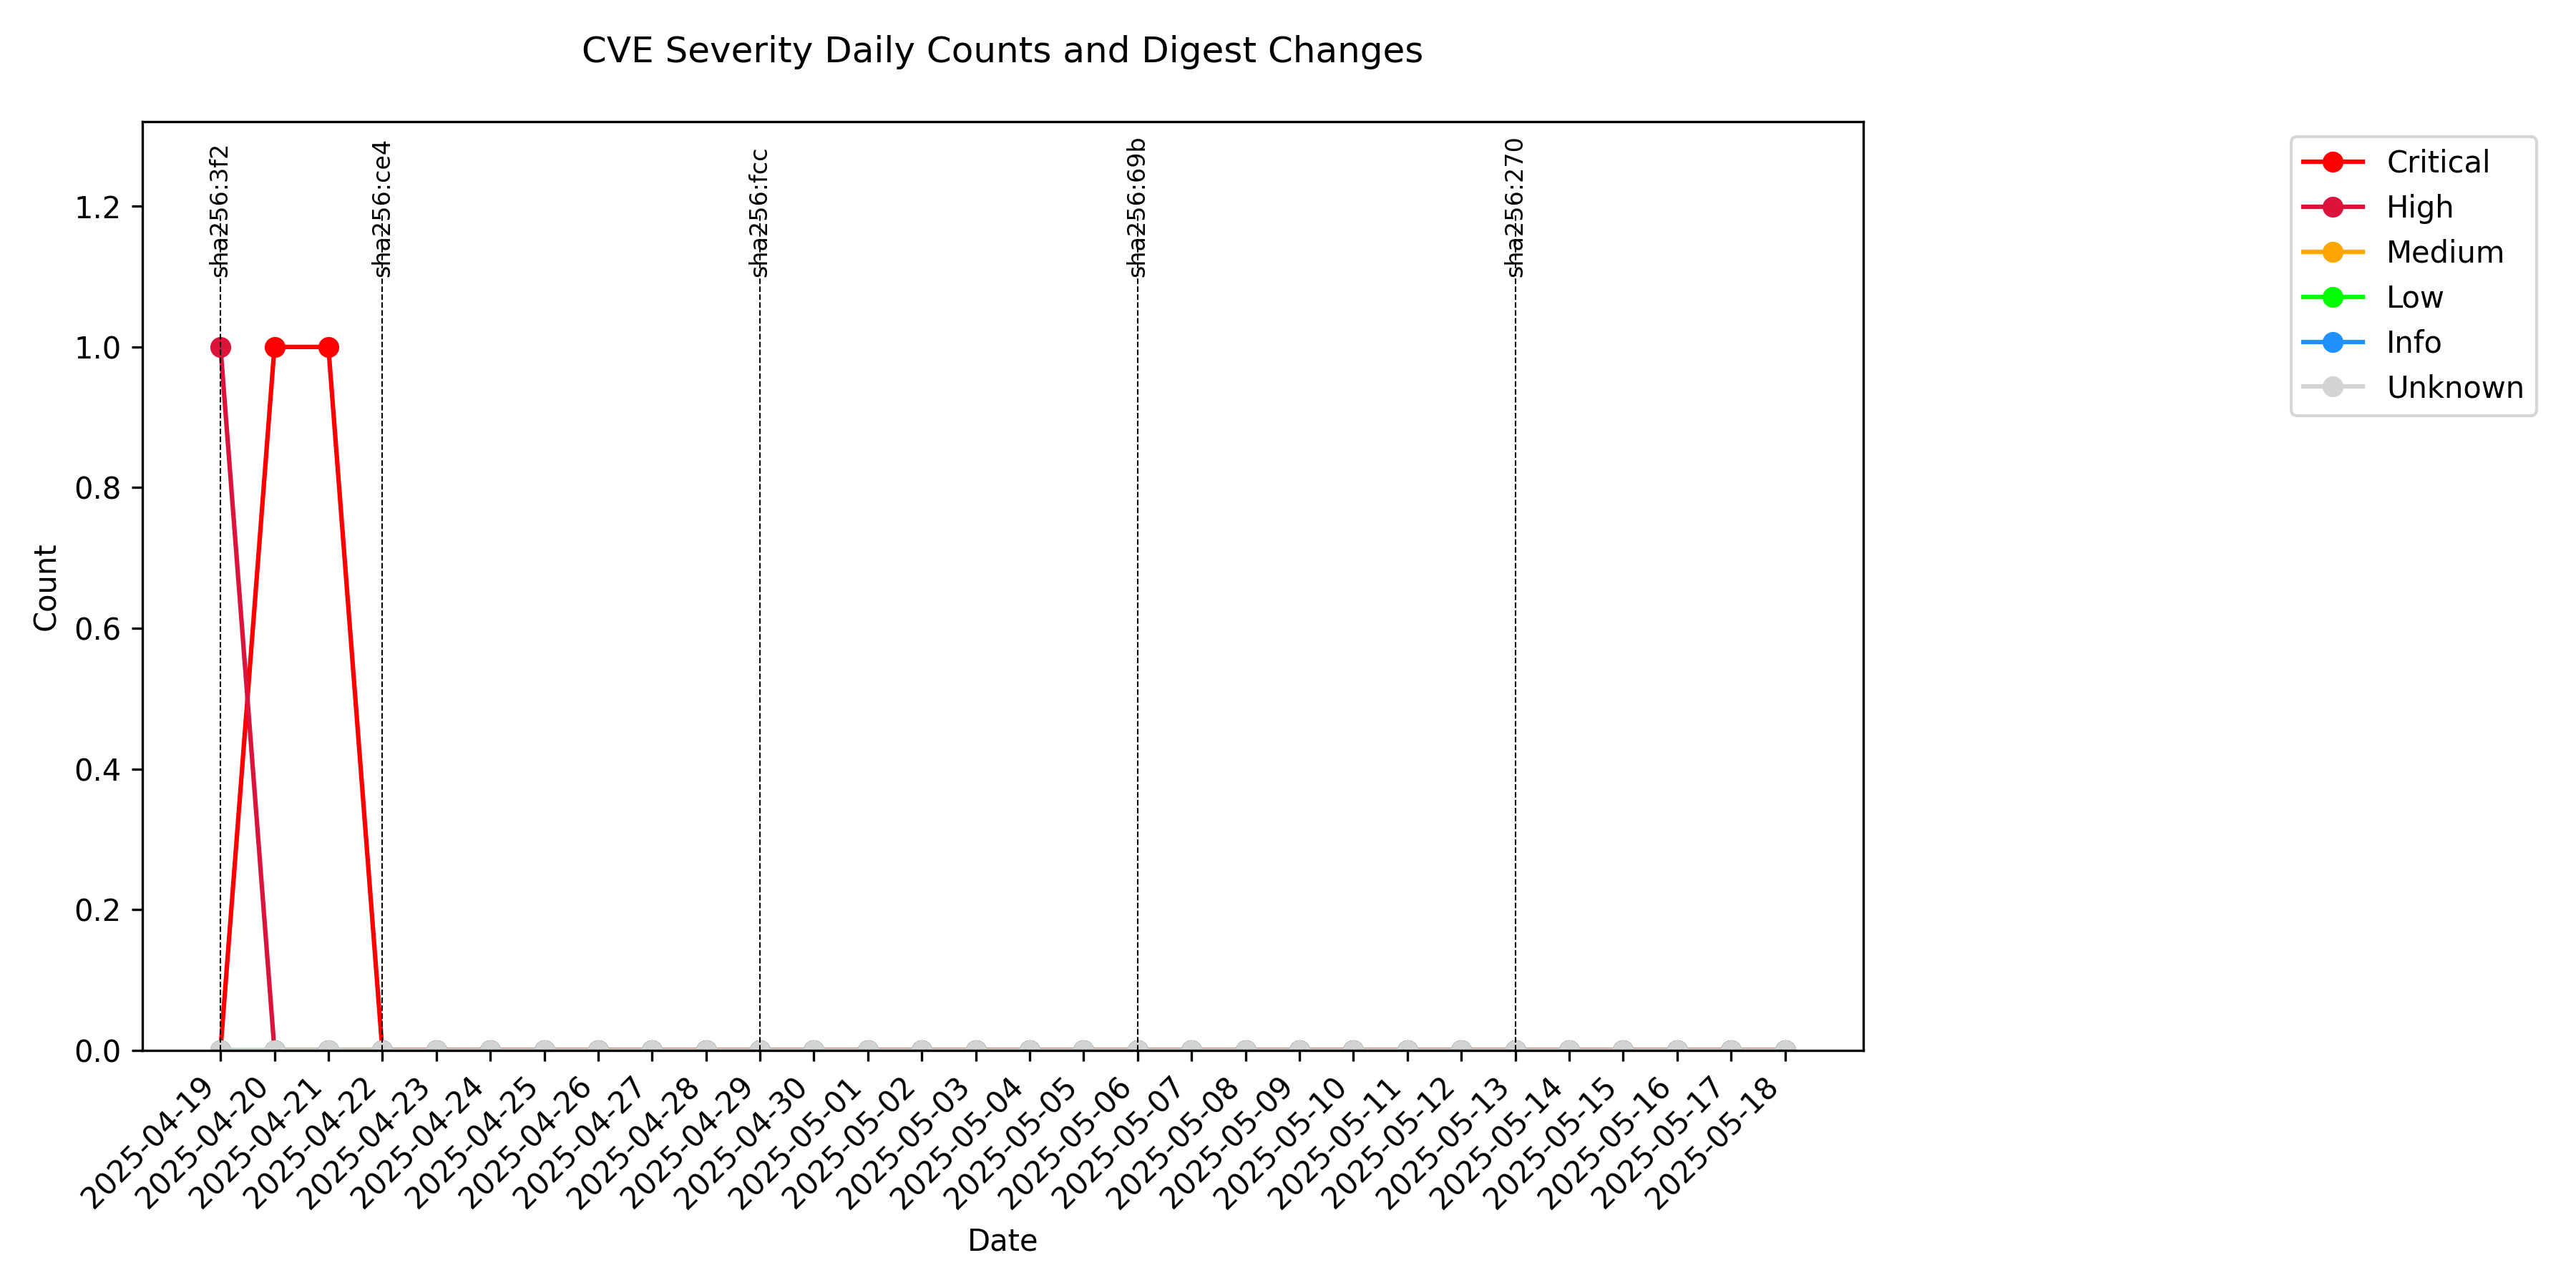 CVE Severity Daily Counts and Digest Changes
sha256:3f2
sha256:ce4
sha256:fcc
sha256:69b
sha256:270
Critical
High
Medium
Low
Info
Unknown
1.2
1.0
0.8
0.6
0.4
0.2
0.0
Count
2025-04-19
2025-04-20
2025-04-21
2025-04-22
2025-04-23
2025-04-24
2025-04-25
2025-04-26
2025-04-27
2025-04-28
2025-04-29
2025-04-30
2025-05-01
2025-05-02
2025-05-03
2025-05-04
2025-05-05
2025-05-06
2025-05-07
2025-05-08
2025-05-09
2025-05-10
2025-05-11
2025-05-12
2025-05-13
2025-05-14
2025-05-15
2025-05-16
2025-05-17
2025-05-18
Date